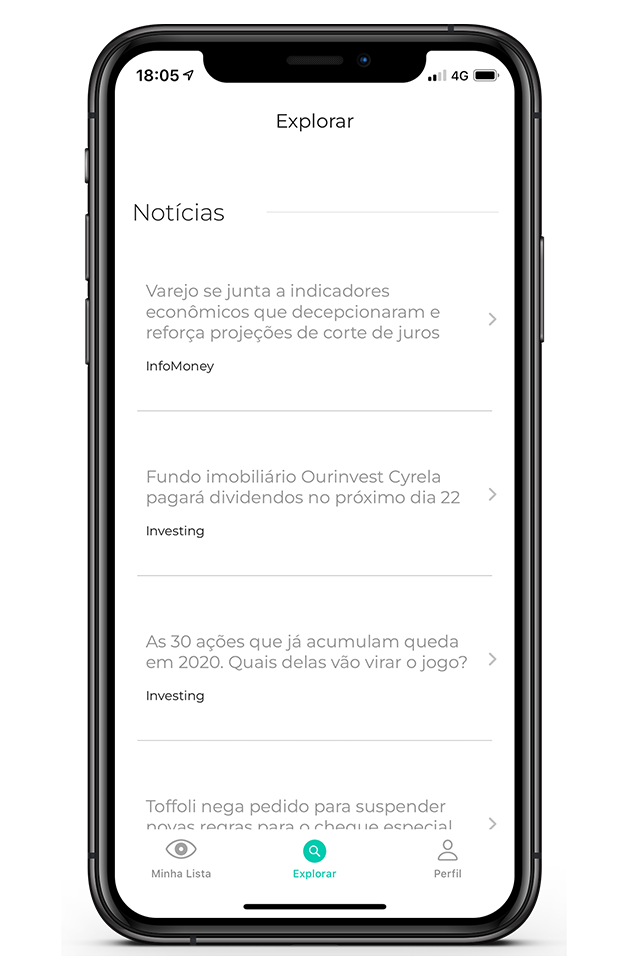 18:05
4G
Explorar
Notícias
Varejo se junta a indicadores
econômicos que decepcionaram e
reforça projeções de corte de juros
InfoMoney
Fundo imobiliário Ourinvest Cyrela
pagará dividendos no próximo dia 22
Investing
As 30 ações que já acumulam queda
em 2020. Quais delas vão virar o jogo?
Investing
Toffoli nega pedido para suspender
novas regras para o cheque especial
Minha Lista
Explorar
Perfil